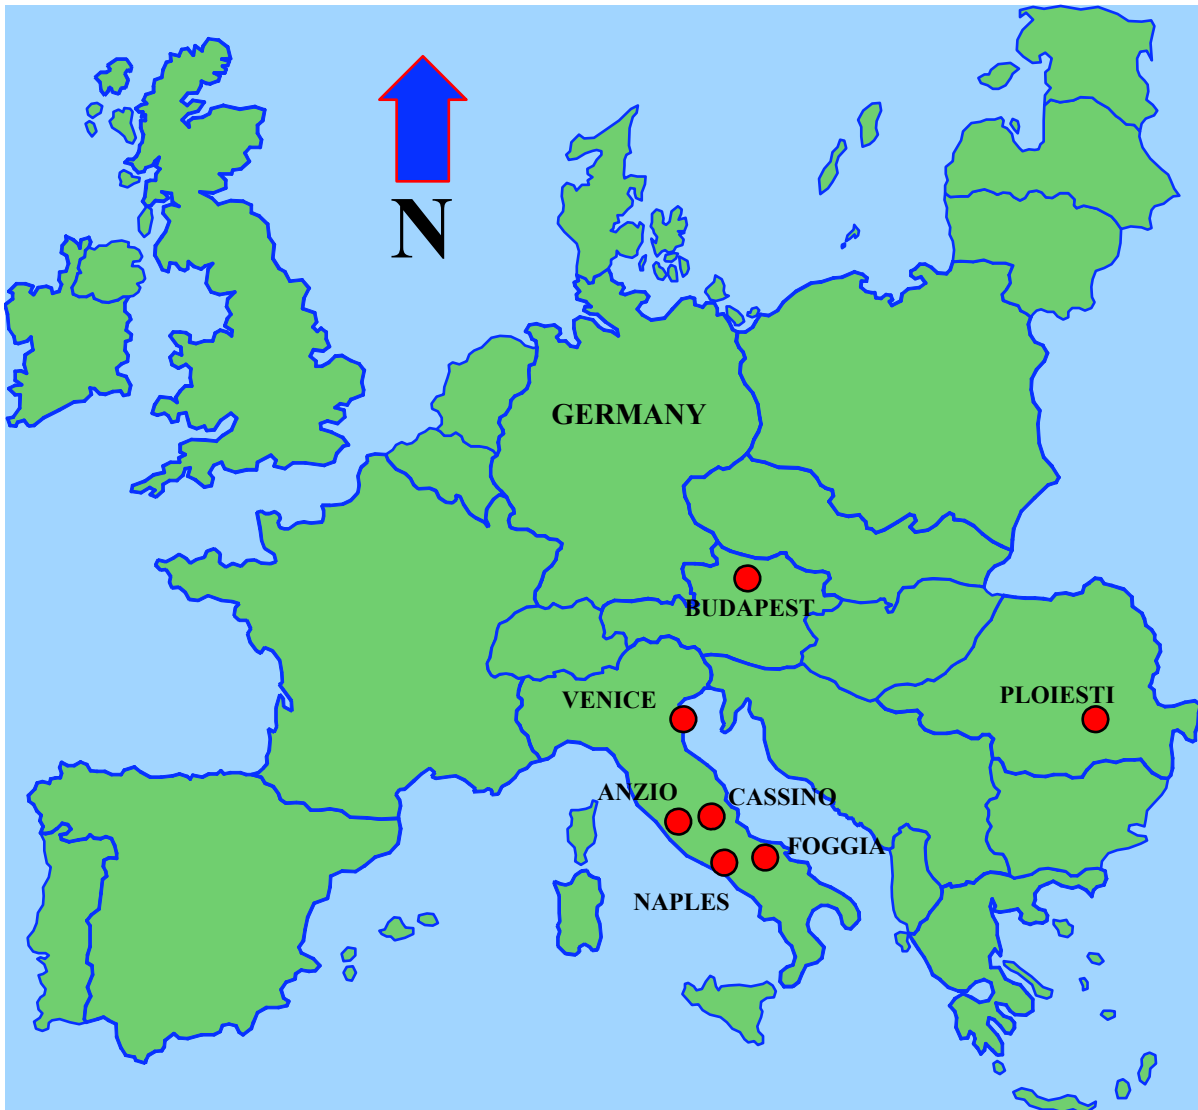 N
GERMANY
BUDAPEST
VENICE
PLOIESTI
ANZIO
CASSINO
FOGGIA
NAPLES